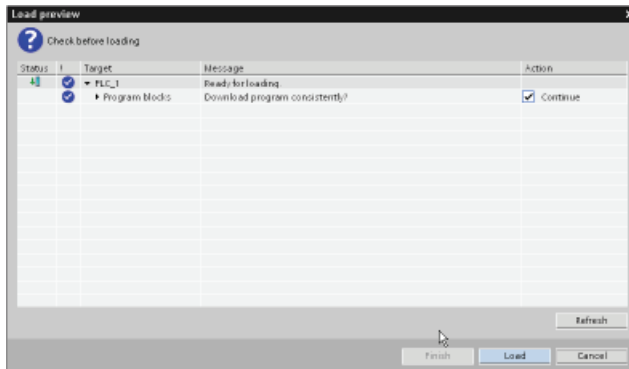 Load preview
Check before loading
Status ! Target Message Action
PLC_1 Ready for loading.
Program blocks Download program consistently? Continue
Refresh
Finish Load Cancel